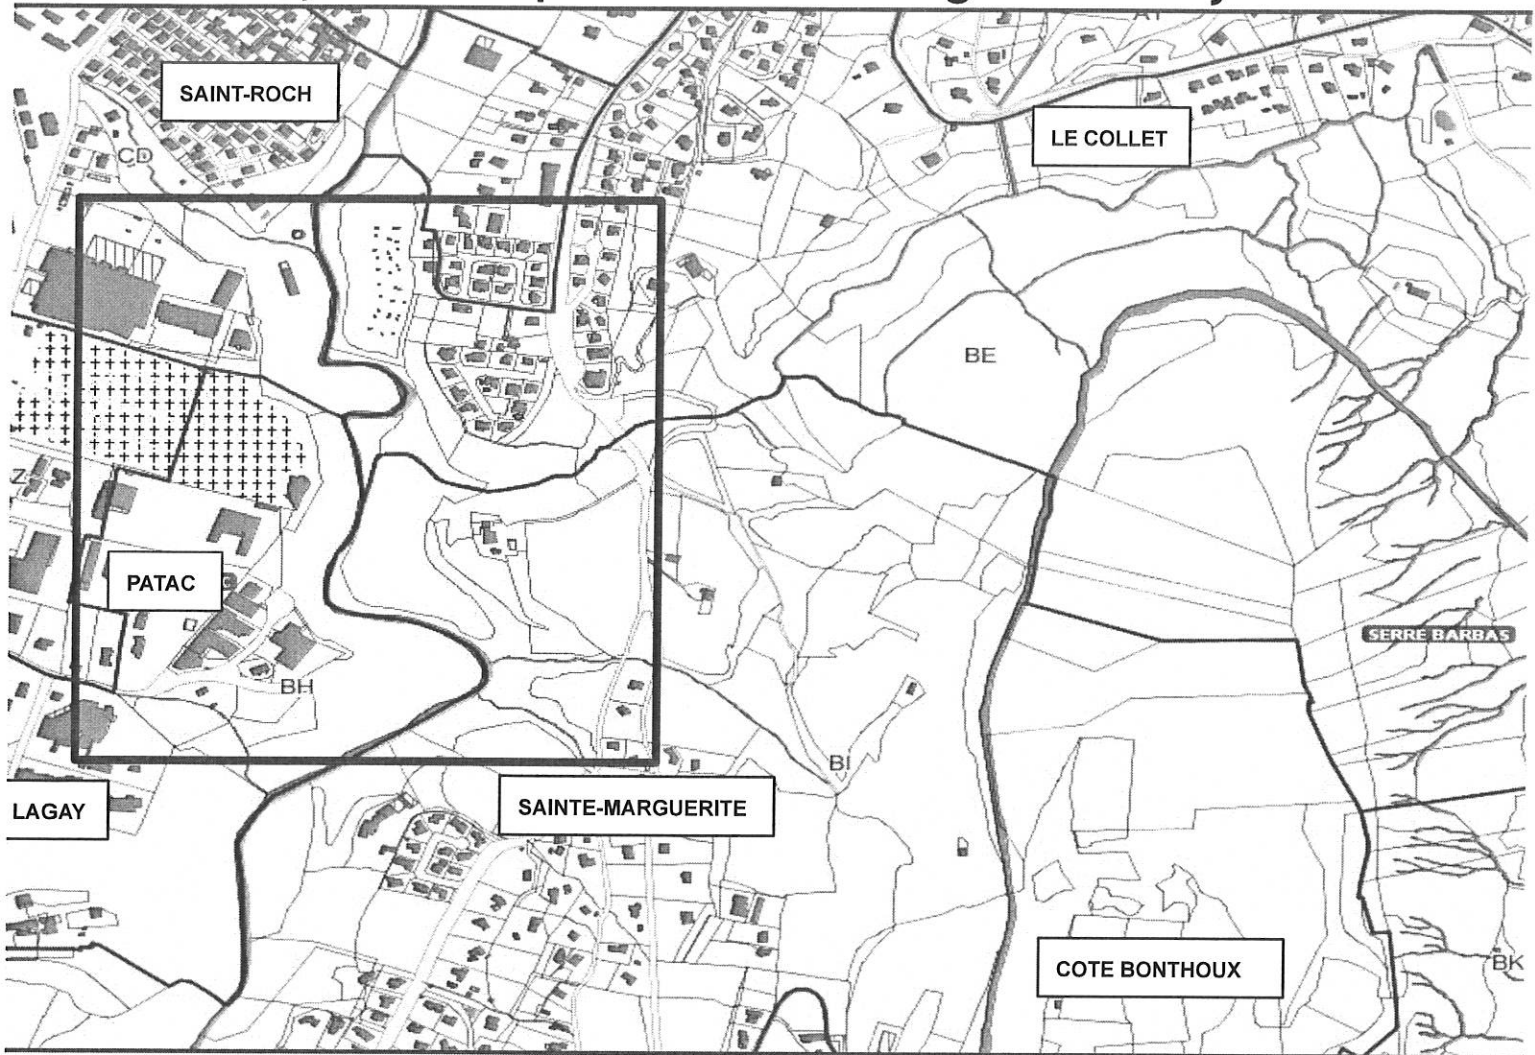 SAINT-ROCH
LE COLLET
CD
BE
Z
PATAC
SERRE BARBAS
BH
BI
LAGAY
SAINTE-MARGUERITE
COTE BONTHOUX
BK